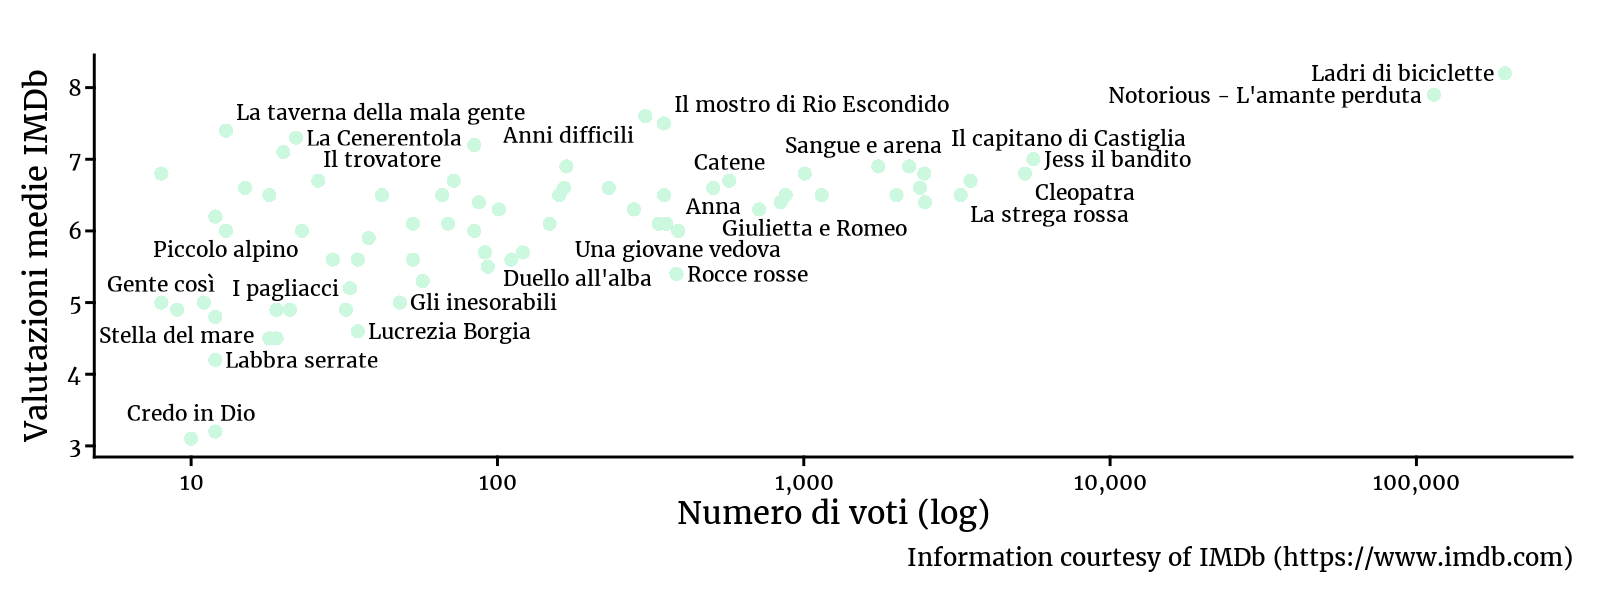 Valutazioni medie IMDb
8
7
6
5
4
3
Ladri di biciclette
Notorious - L'amante perduta
Il mostro di Rio Escondido
La taverna della mala gente
Anni difficili
La Cenerentola
Il capitano di Castiglia
Sangue e arena
Il trovatore
Catene
Jess il bandito
Cleopatra
Anna
La strega rossa
Giulietta e Romeo
Piccolo alpino
Una giovane vedova
Rocce rosse
Duello all'alba
Gente così
I pagliacci
Gli inesorabili
Lucrezia Borgia
Stella del mare
Labbra serrate
Credo in Dio
10
100
1,000
10,000
100,000
Numero di voti (log)
Information courtesy of IMDb (https://www.imdb.com)